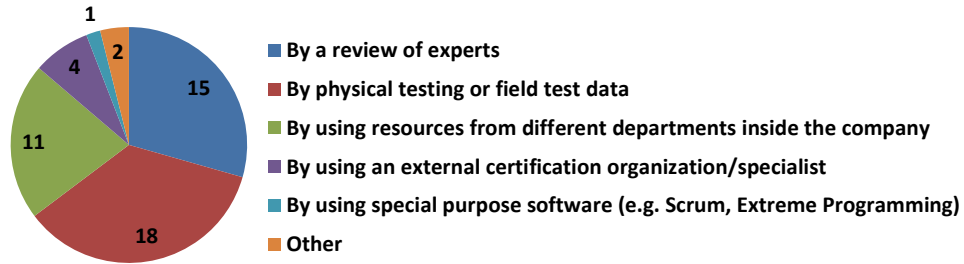 1
2
4
15
11
18
By a review of experts
By physical testing or field test data
By using resources from different departments inside the company
By using an external certification organization/specialist
By using special purpose software (e.g. Scrum, Extreme Programming)
Other